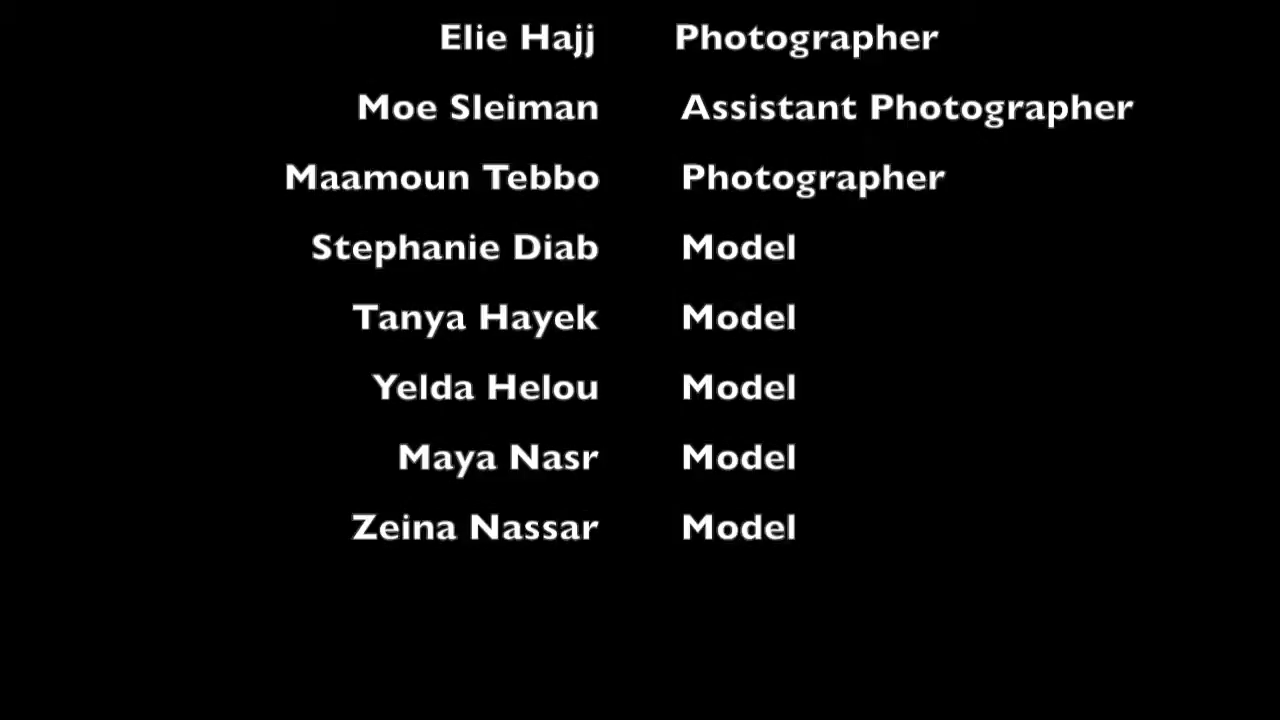 Elie Hajj Photographer
Moe Sleiman Assistant Photographer
Maamoun Tebbo Photographer
Stephanie Diab Model
Tanya Hayek Model
Yelda Helou Model
Maya Nasr Model
Zeina Nassar Model